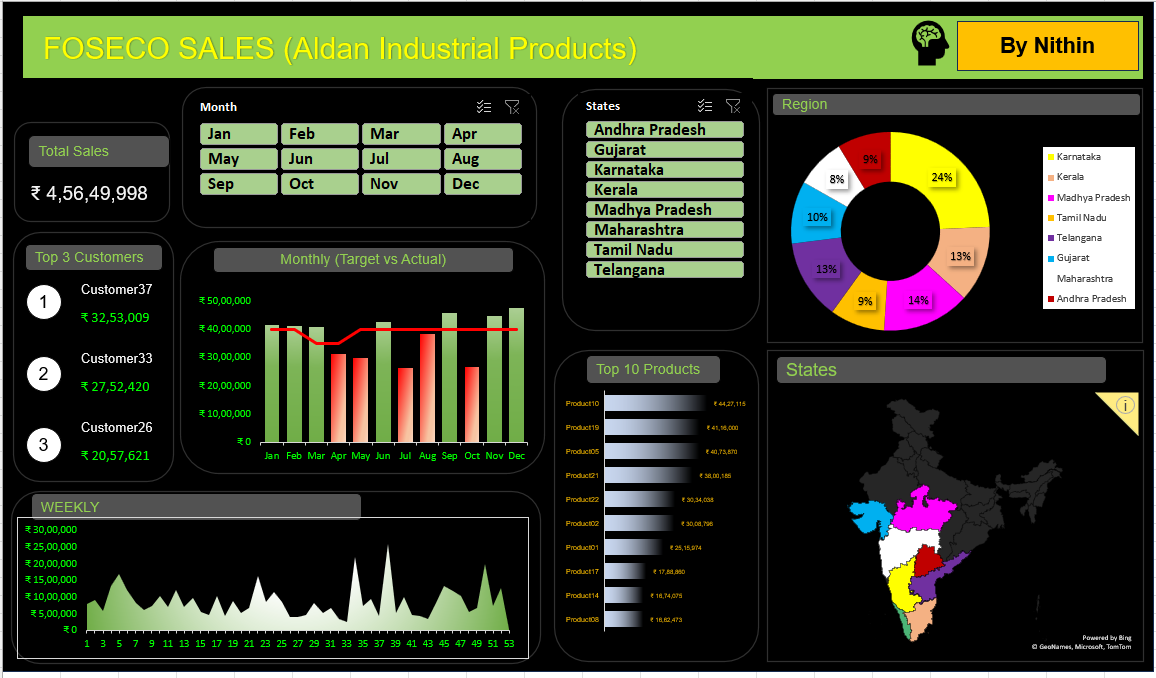 FOSECO SALES (Aldan Industrial Products)
By Nithin
Total Sales
₹ 4,56,49,998
Month
Jan Feb Mar Apr
May Jun Jul Aug
Sep Oct Nov Dec
States
Andhra Pradesh
Gujarat
Karnataka
Kerala
Madhya Pradesh
Maharashtra
Tamil Nadu
Telangana
Region
24%
13%
14%
9%
13%
10%
8%
9%
Karnataka
Kerala
Madhya Pradesh
Tamil Nadu
Telangana
Gujarat
Maharashtra
Andhra Pradesh
Top 3 Customers
1 Customer37
₹ 32,53,009
2 Customer33
₹ 27,52,420
3 Customer26
₹ 20,57,621
Monthly (Target vs Actual)
₹ 50,00,000
₹ 40,00,000
₹ 30,00,000
₹ 20,00,000
₹ 10,00,000
₹ 0
Jan Feb Mar Apr May Jun Jul Aug Sep Oct Nov Dec
Top 10 Products
Product10 ₹ 44,27,115
Product19 ₹ 41,16,000
Product05 ₹ 40,73,870
Product21 ₹ 38,00,185
Product22 ₹ 30,34,038
Product02 ₹ 30,08,798
Product01 ₹ 25,15,974
Product17 ₹ 17,88,860
Product14 ₹ 16,74,075
Product08 ₹ 16,62,473
States
i
Powered by Bing
© GeoNames, Microsoft, TomTom
WEEKLY
₹ 30,00,000
₹ 25,00,000
₹ 20,00,000
₹ 15,00,000
₹ 10,00,000
₹ 5,00,000
₹ 0
1 3 5 7 9 11 13 15 17 19 21 23 25 27 29 31 33 35 37 39 41 43 45 47 49 51 53